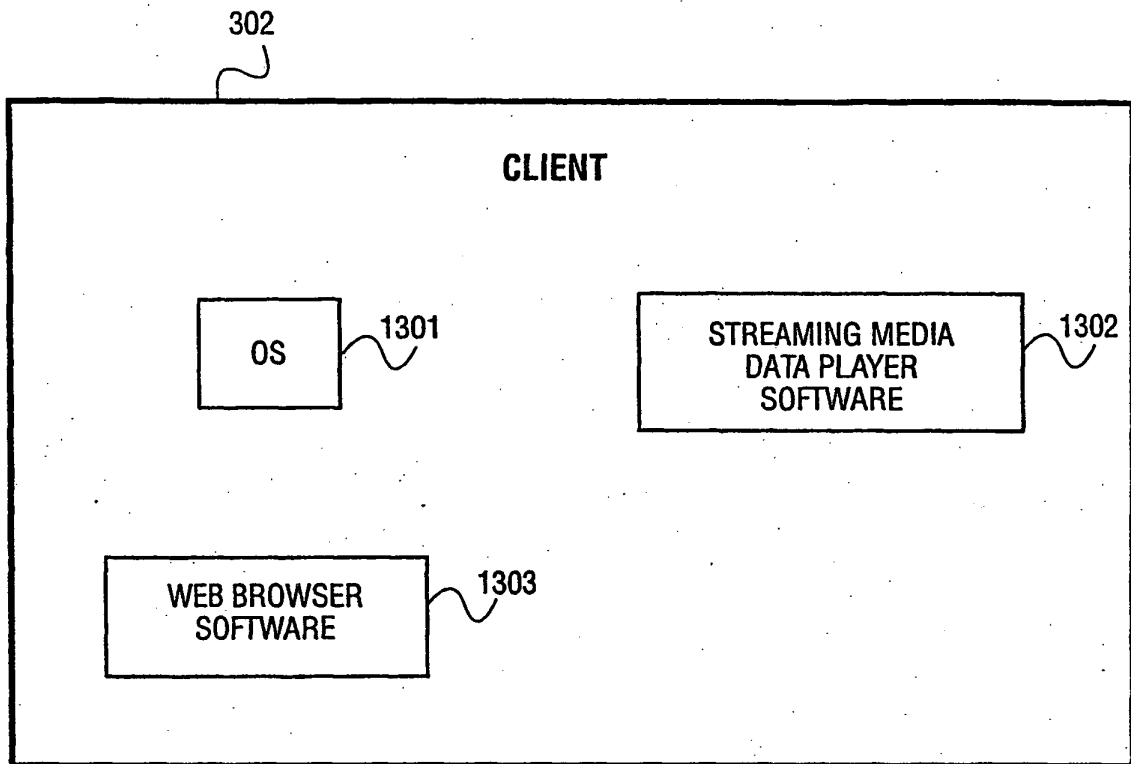 302
CLIENT
OS
1301
STREAMING MEDIA
DATA PLAYER
SOFTWARE
1302
WEB BROWSER
SOFTWARE
1303